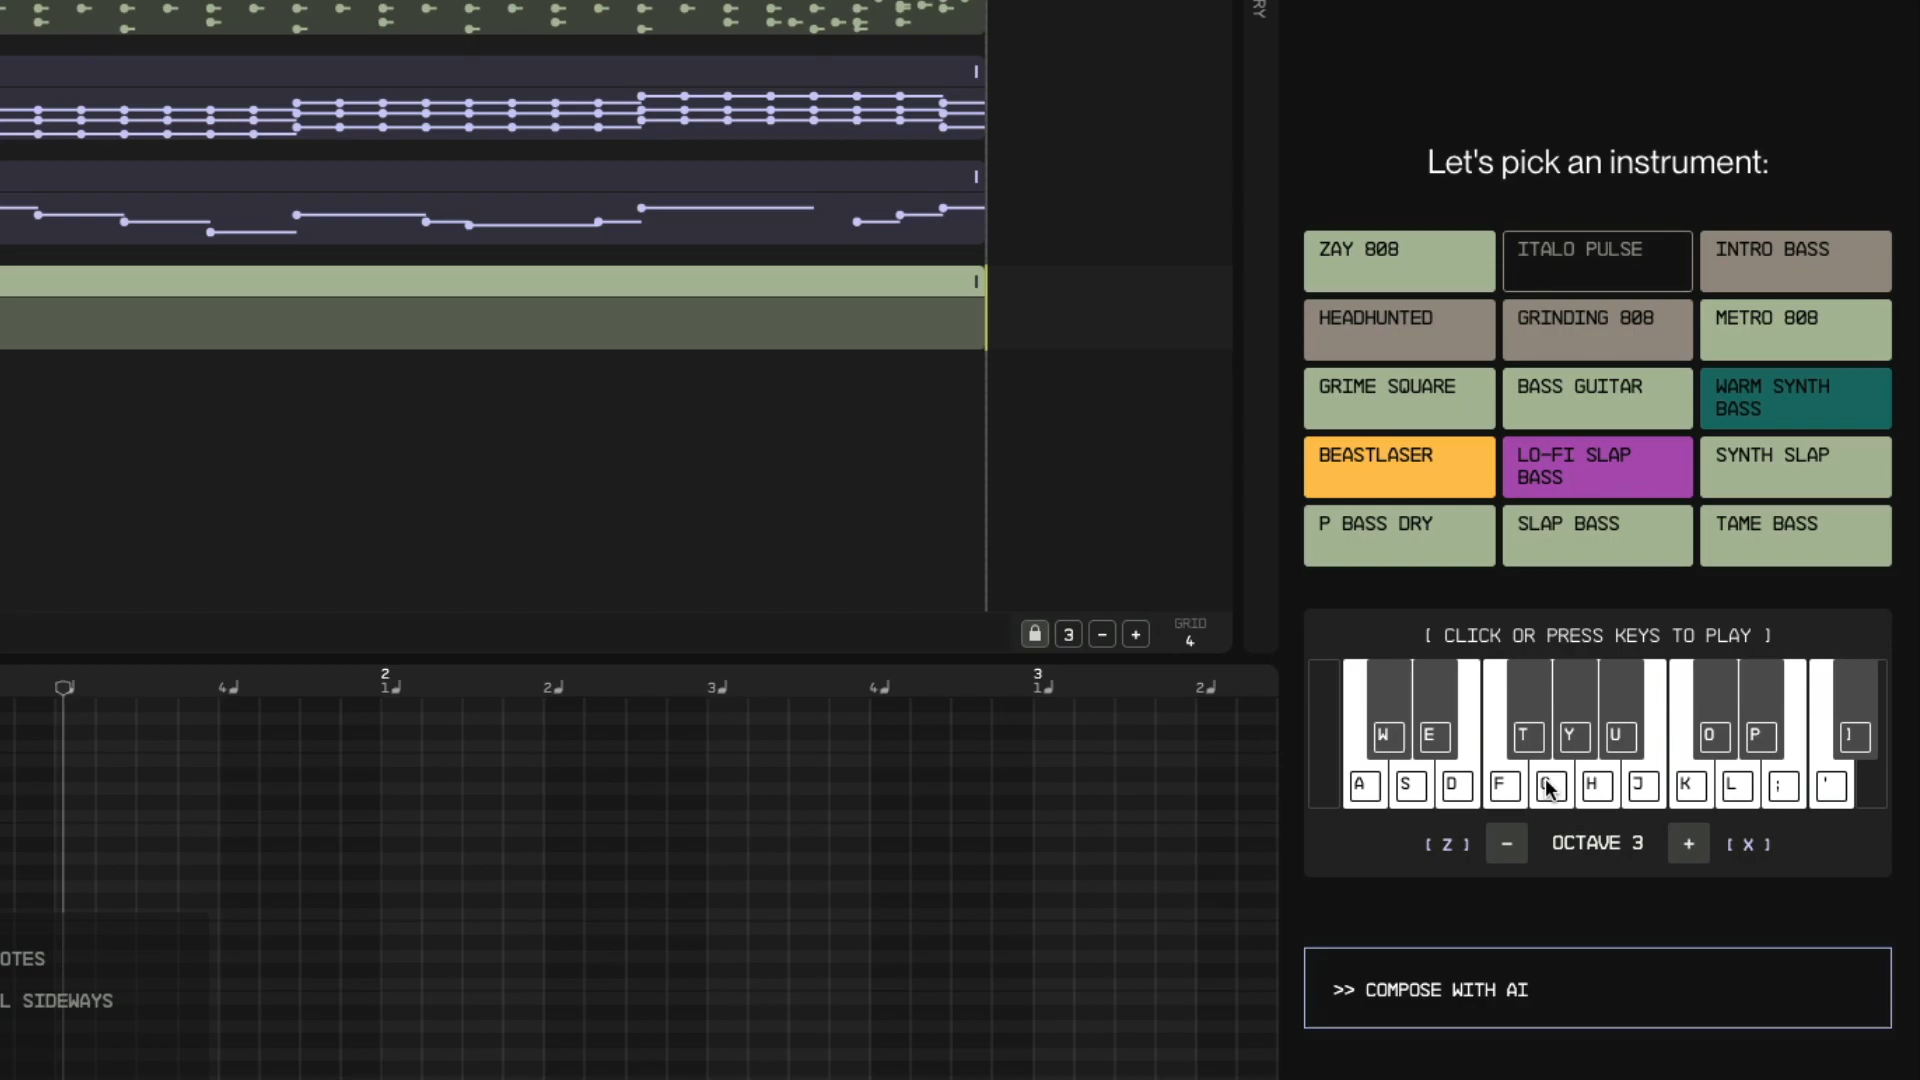 RY
Let's pick an instrument:
ZAY 808
ITALO PULSE
INTRO BASS
HEADHUNTED
GRINDING 808
METRO 808
GRIME SQUARE
BASS GUITAR
WARM SYNTH
BASS
BEASTLASER
LO-FI SLAP
BASS
SYNTH SLAP
P BASS DRY
SLAP BASS
TAME BASS
3 - +
GRID
4
[ CLICK OR PRESS KEYS TO PLAY ]
2
3
4 1 2 3 4 1 2
W E T Y U O P ]
A S D F H J K L ; '
[ Z ] - OCTAVE 3 + [ X ]
OTES
L SIDEWAYS
>> COMPOSE WITH AI